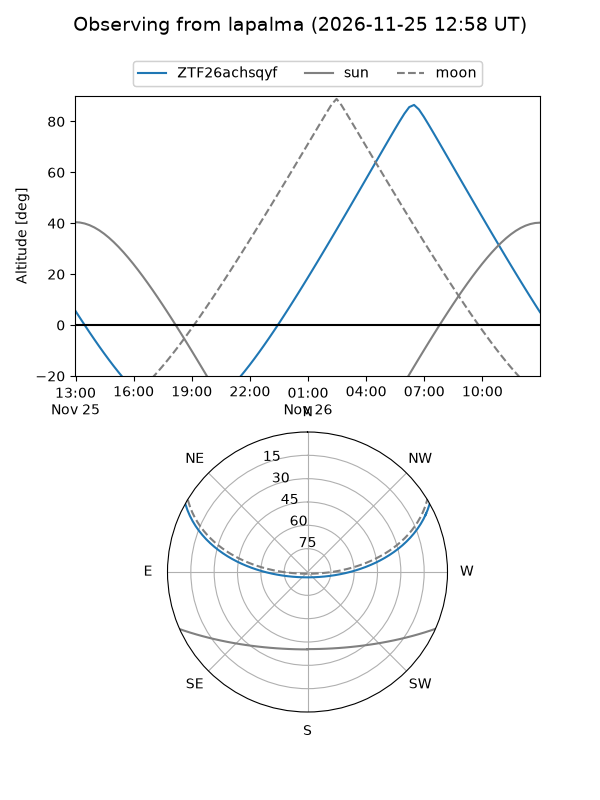 Observing from lapalma (2026-11-25 12:58 UT)
ZTF26achsqyf sun moon
Altitude [deg]
80
60
40
20
0
−20
13:00 16:00 19:00 22:00 01:00 04:00 07:00 10:00
Nov 25 Nov 26
N
NE NW
15
30
45
60
75
E W
SE SW
S